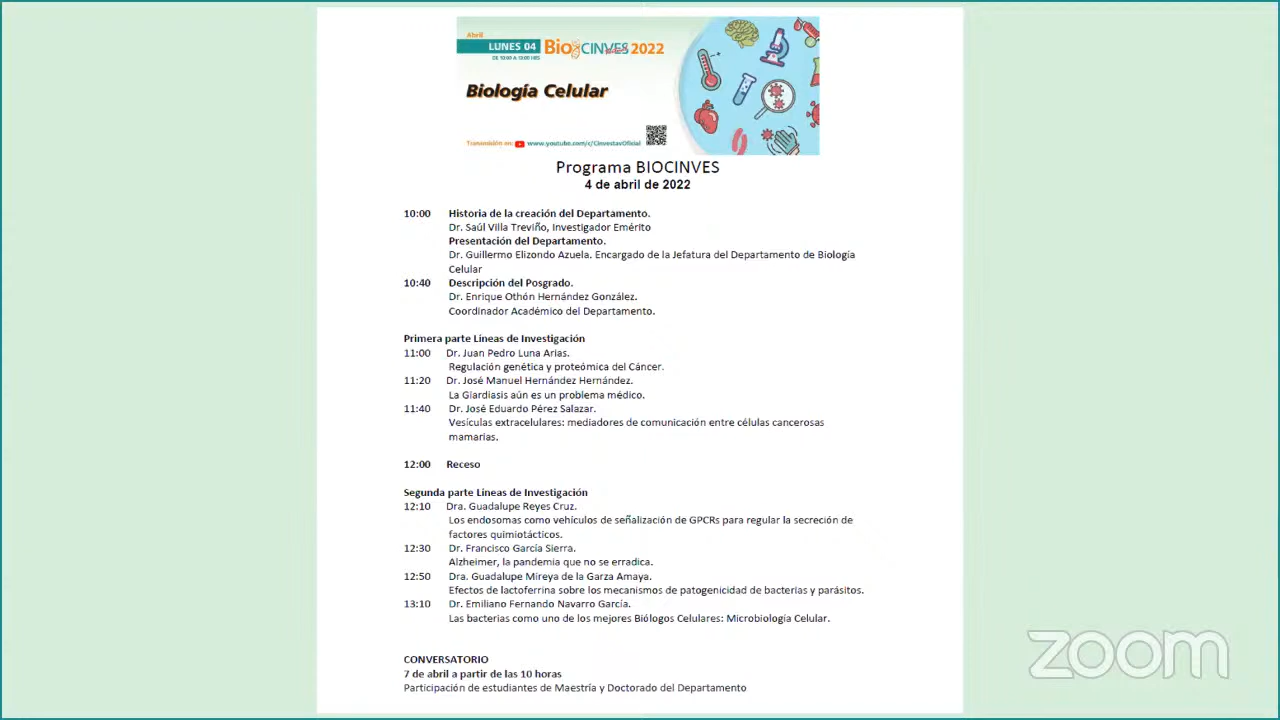 Abril
LUNES 04
BioCINVES 2022
Biología Celular
Transmisión en: www.youtube.com/c/CinvestavOficial
Programa BIOCINVES
4 de abril de 2022
10:00 Historia de la creación del Departamento.
Dr. Saúl Villa Treviño, Investigador Emérito
Presentación del Departamento.
Dr. Guillermo Elizondo Azuela. Encargado de la Jefatura del Departamento de Biología
Celular
10:40 Descripción del Posgrado.
Dr. Enrique Othón Hernández González.
Coordinador Académico del Departamento.
Primera parte Líneas de Investigación
11:00 Dr. Juan Pedro Luna Arias.
Regulación genética y proteómica del Cáncer.
11:20 Dr. José Manuel Hernández Hernández.
La Giardiasis aún es un problema médico.
11:40 Dr. José Eduardo Pérez Salazar.
Vesículas extracelulares: mediadores de comunicación entre células cancerosas
mamarias.
12:00 Receso
Segunda parte Líneas de Investigación
12:10 Dra. Guadalupe Reyes Cruz.
Los endosomas como vehículos de señalización de GPCRs para regular la secreción de
factores quimiotácticos.
12:30 Dr. Francisco García Sierra.
Alzheimer, la pandemia que no se erradica.
12:50 Dra. Guadalupe Mireya de la Garza Amaya.
Efectos de lactoferrina sobre los mecanismos de patogenicidad de bacterias y parásitos.
13:10 Dr. Emiliano Fernando Navarro García.
Las bacterias como uno de los mejores Biólogos Celulares: Microbiología Celular.
CONVERSATORIO
7 de abril a partir de las 10 horas
Participación de estudiantes de Maestría y Doctorado del Departamento
zoom